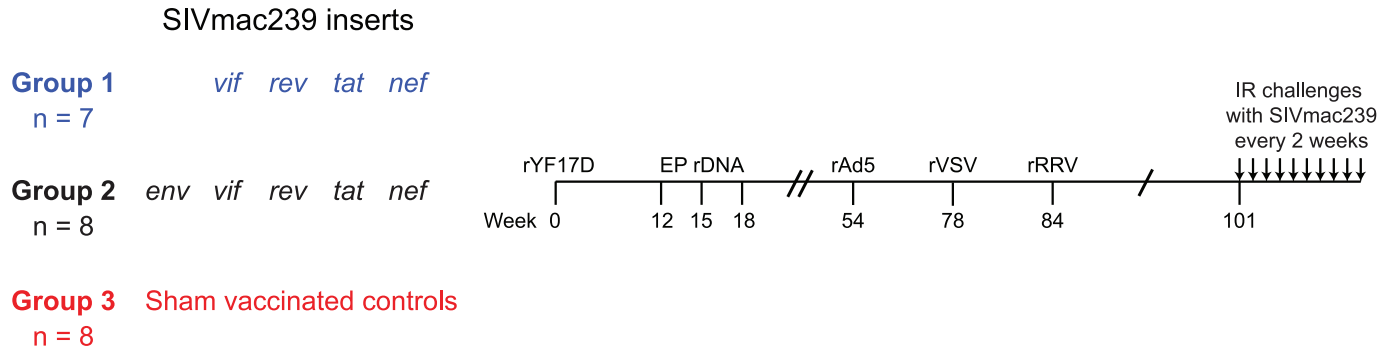 SIVmac239 inserts
Group 1 vif rev tat nef
n = 7
Group 2 env vif rev tat nef
n = 8
Group 3 Sham vaccinated controls
n = 8
IR challenges
with SIVmac239
every 2 weeks
rYF17D EP rDNA rAd5 rVSV rRRV
Week 0 12 15 18 54 78 84 101